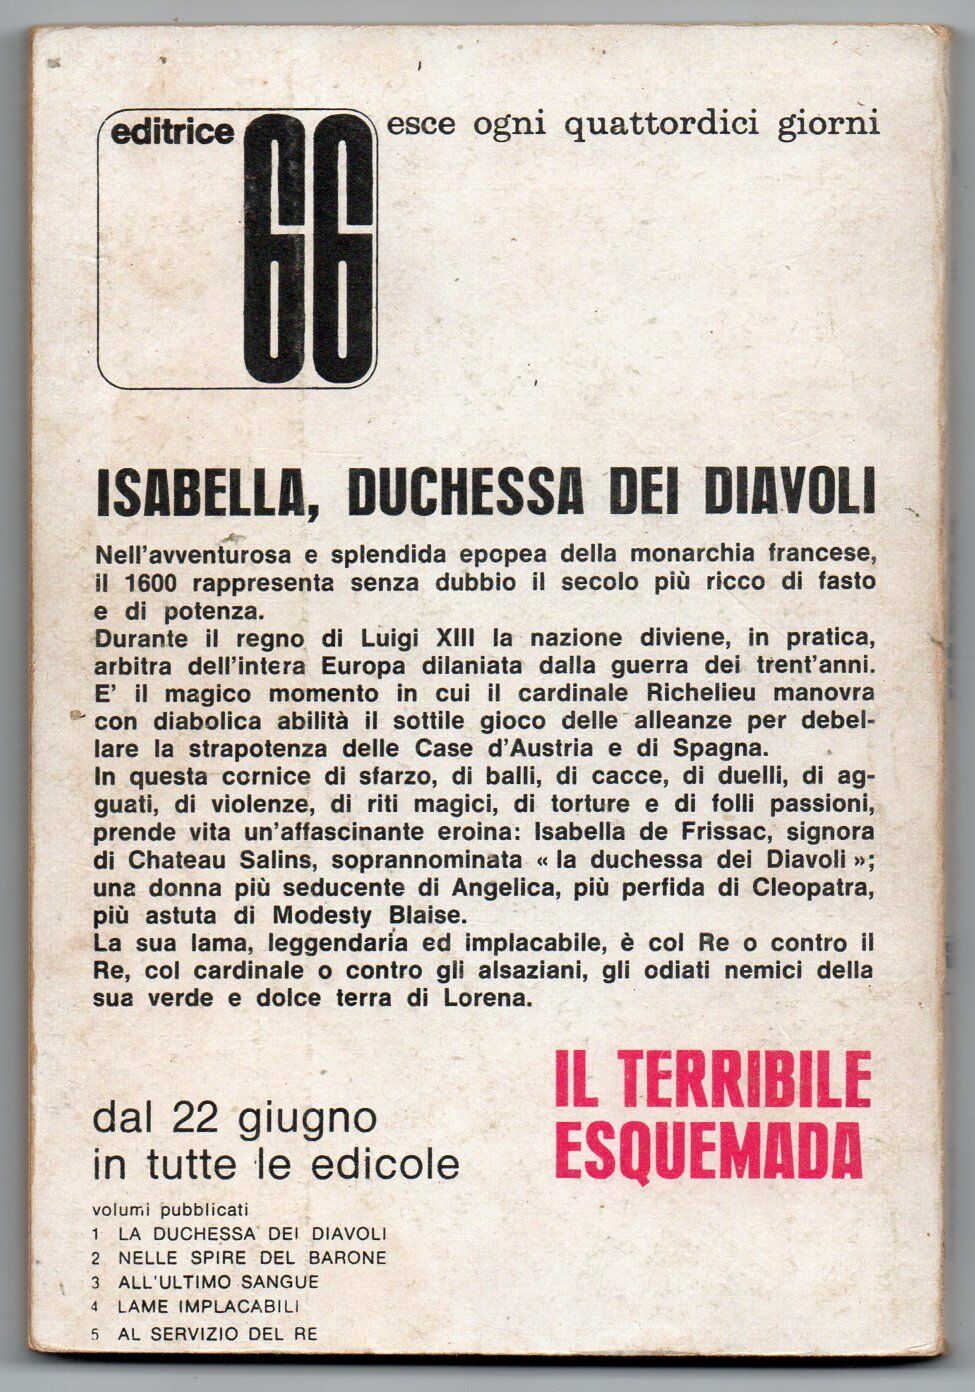 editrice
66
esce ogni quattordici giorni
ISABELLA, DUCHESSA DEI DIAVOLI
Nell'avventurosa e splendida epopea della monarchia francese,
il 1600 rappresenta senza dubbio il secolo più ricco di fasto
e di potenza.
Durante il regno di Luigi XIII la nazione diviene, in pratica,
arbitra dell'intera Europa dilaniata dalla guerra dei trent'anni.
E' il magico momento in cui il cardinale Richelieu manovra
con diabolica abilità il sottile gioco delle alleanze per debel-
lare la strapotenza delle Case d'Austria e di Spagna.
In questa cornice di sfarzo, di balli, di cacce, di duelli, di ag-
guati, di violenze, di riti magici, di torture e di folli passioni,
prende vita un'affascinante eroina: Isabella de Frissac, signora
di Chateau Salins, soprannominata « la duchessa dei Diavoli »;
una donna più seducente di Angelica, più perfida di Cleopatra,
più astuta di Modesty Blaise.
La sua lama, leggendaria ed implacabile, è col Re o contro il
Re, col cardinale o contro gli alsaziani, gli odiati nemici della
sua verde e dolce terra di Lorena.
IL TERRIBILE
ESQUEMADA
dal 22 giugno
in tutte le edicole
volumi pubblicati
1 LA DUCHESSA DEI DIAVOLI
2 NELLE SPIRE DEL BARONE
3 ALL'ULTIMO SANGUE
4 LAME IMPLACABILI
5 AL SERVIZIO DEL RE